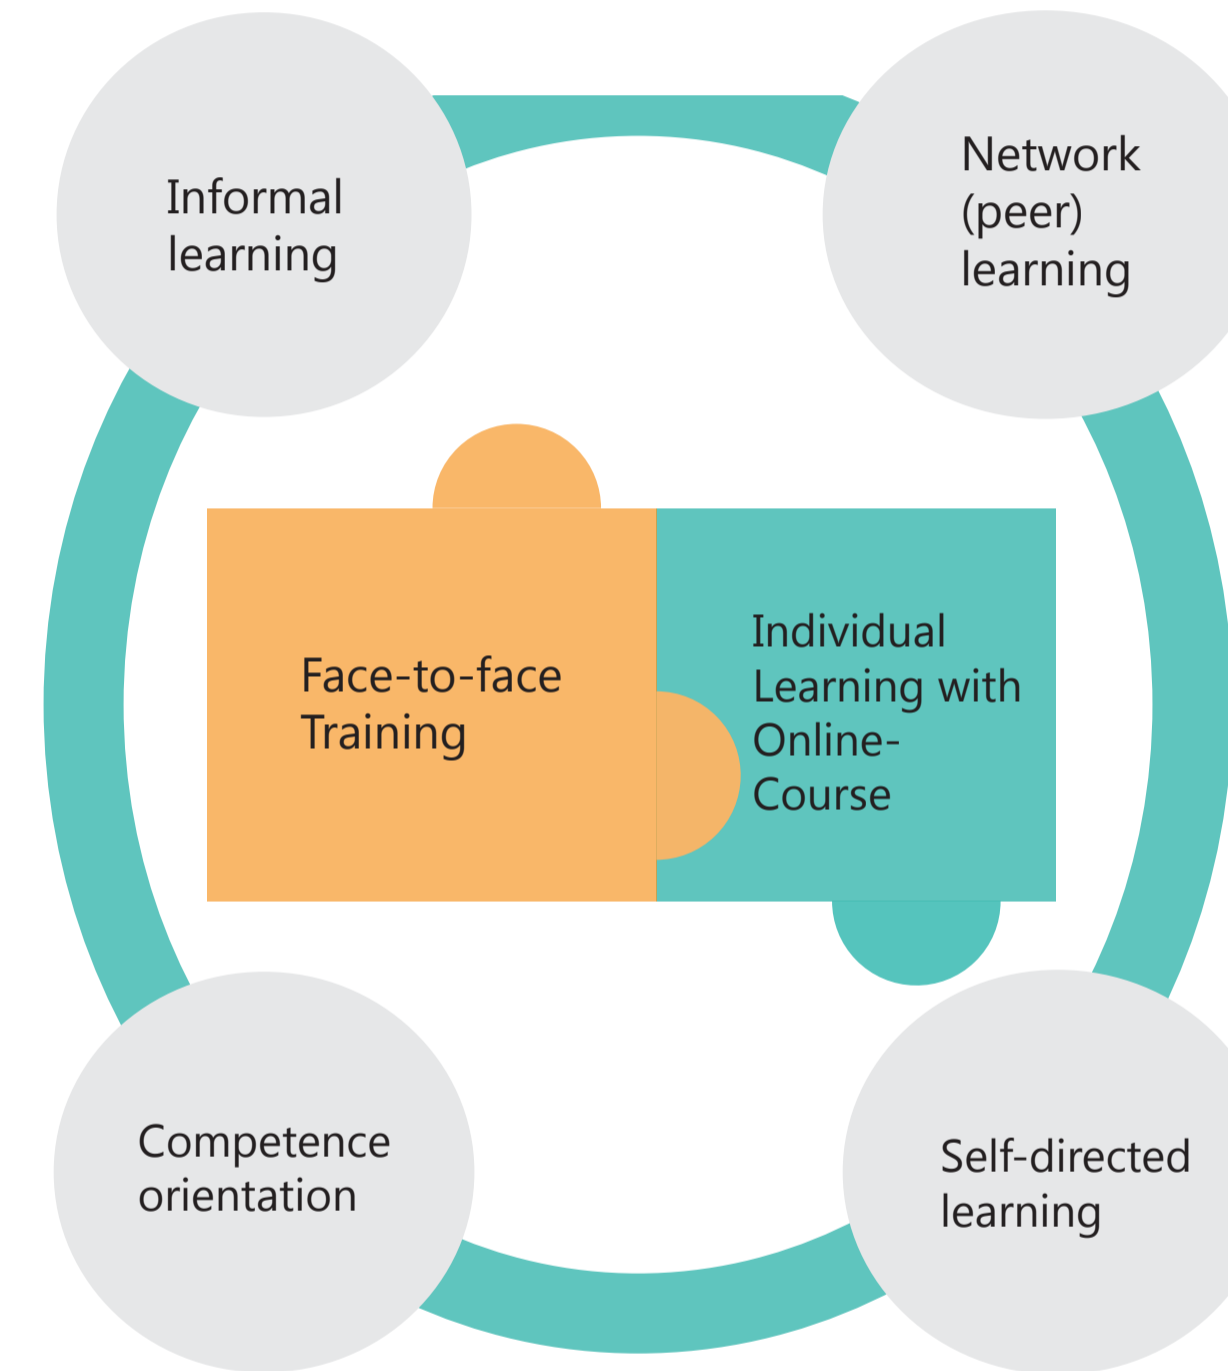 Informal
learning
Network
(peer)
learning
Face-to-face
Training
Individual
Learning with
Online-
Course
Competence
orientation
Self-directed
learning